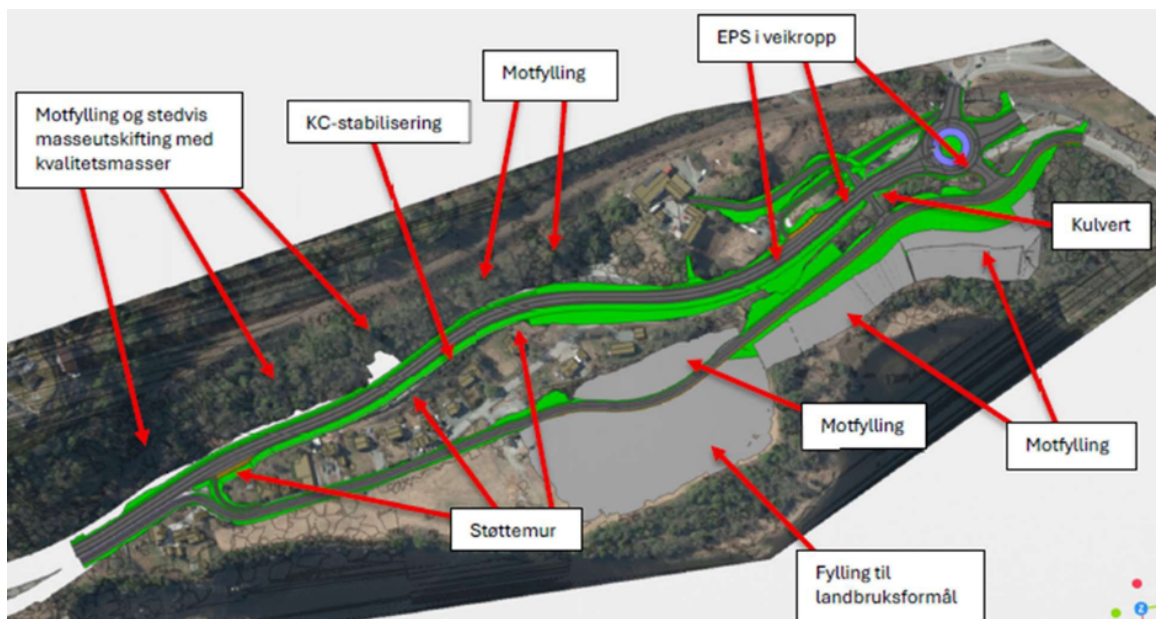 EPS i veikropp
Motfylling
Motfylling og stedvis
masseutskifting med
kvalitetsmasser
KC-stabilisering
Kulvert
Motfylling
Motfylling
Støttemur
Fylling til
landbruksformål
Z